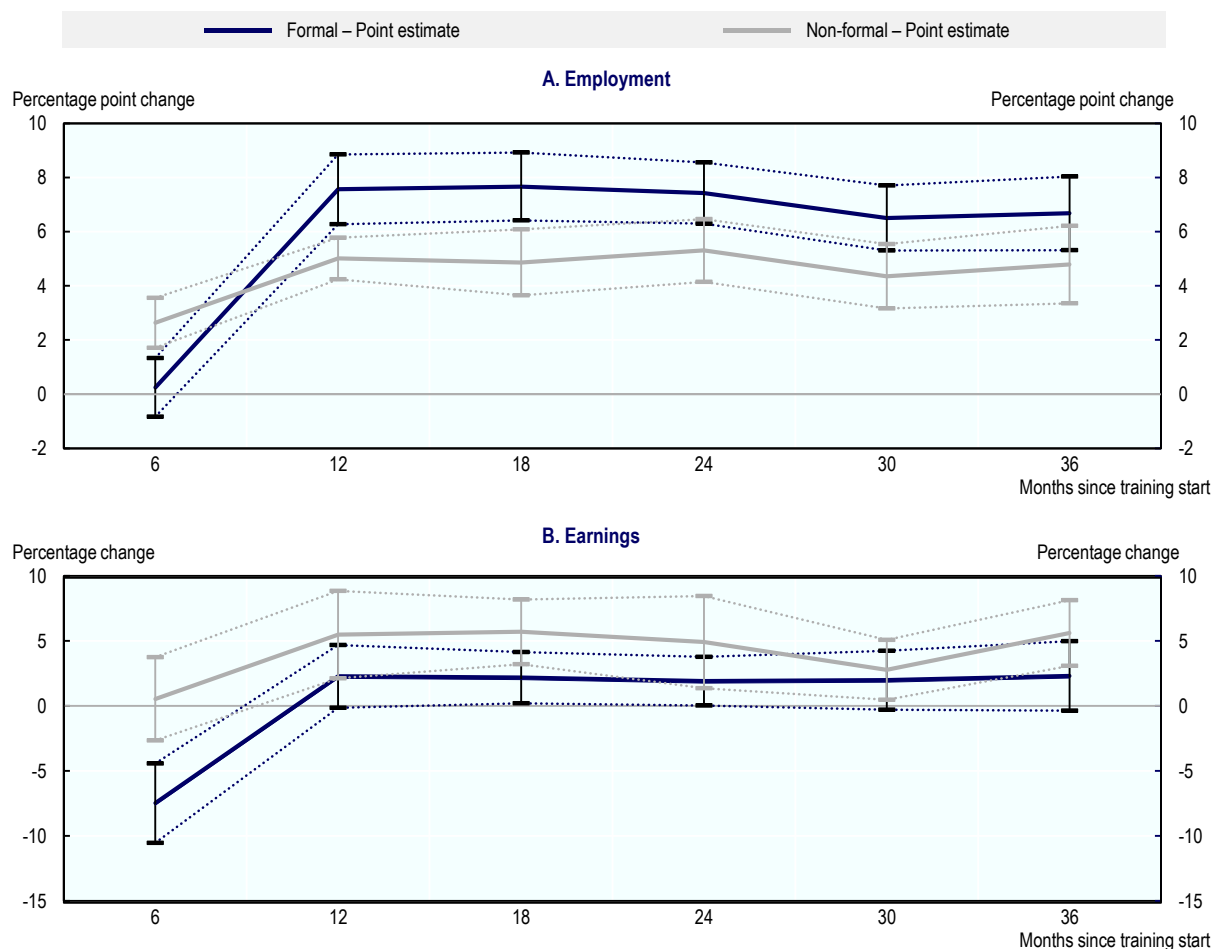 Formal – Point estimate Non-formal – Point estimate
A. Employment
Percentage point change Percentage point change
10 10
8 8
6 6
4 4
2 2
0 0
-2 -2
6 12 18 24 30 36
Months since training start
B. Earnings
Percentage change Percentage change
10 10
5 5
0 0
-5 -5
-10 -10
-15 -15
6 12 18 24 30 36
Months since training start